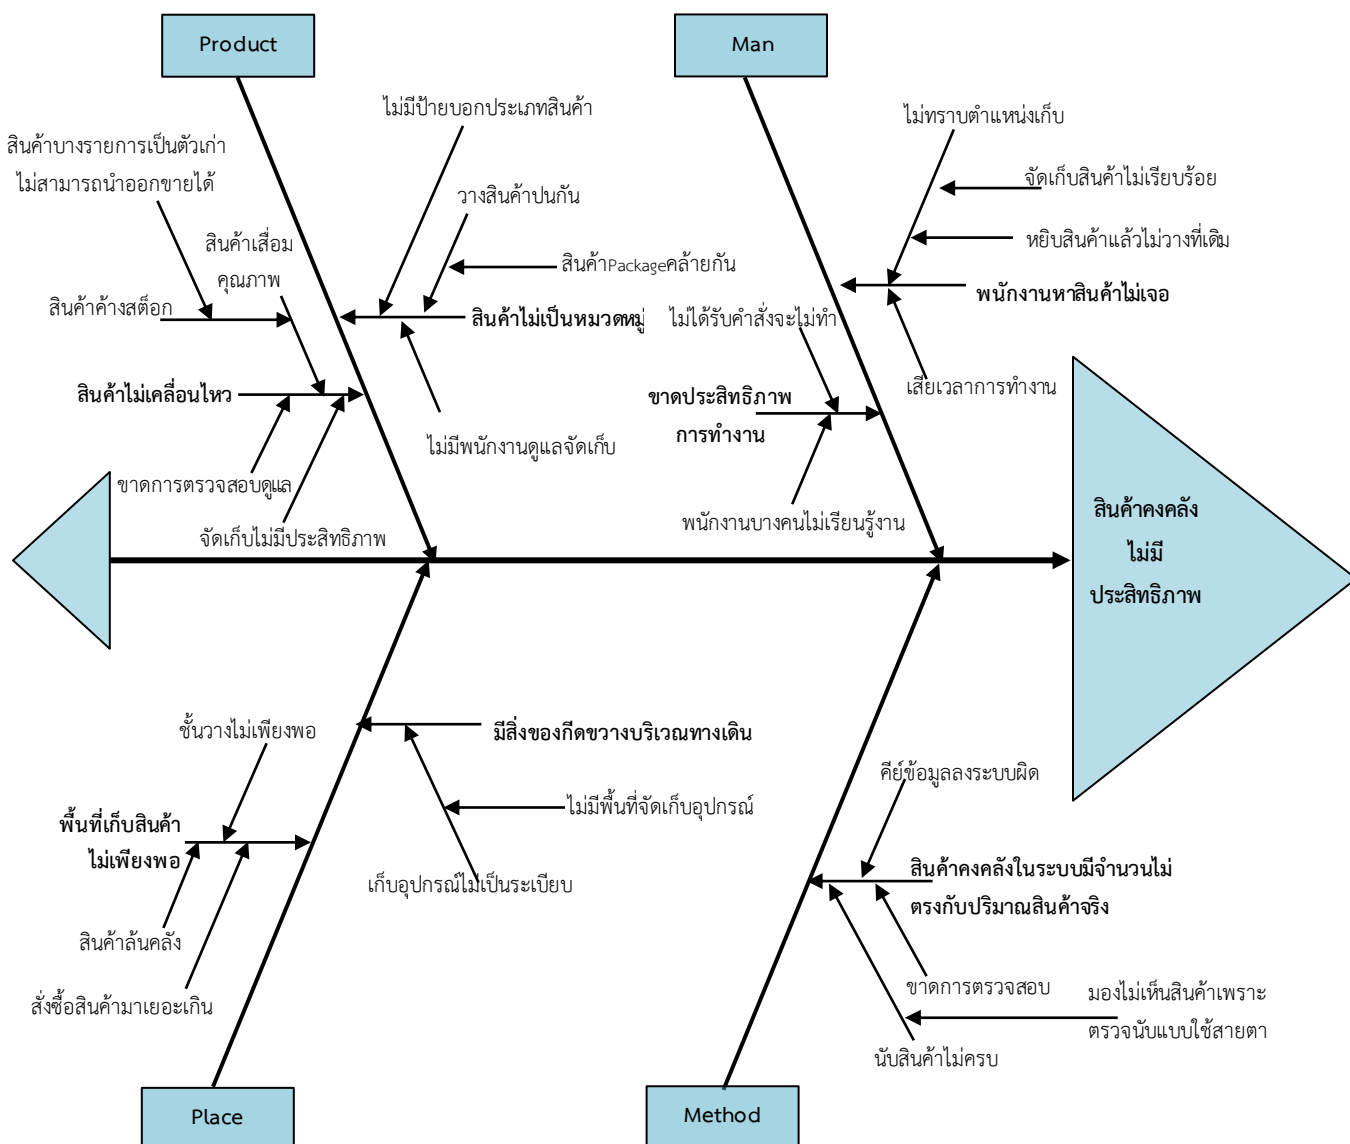 Product
Man
ไม่มีป้ายบอกประเภทสินค้า
ไม่ทราบตำแหน่งเก็บ
สินค้าบางรายการเป็นตัวเก่า
ไม่สามารถนำออกขายได้
จัดเก็บสินค้าไม่เรียบร้อย
วางสินค้าปนกัน
สินค้าเสื่อม
คุณภาพ
หยิบสินค้าแล้วไม่วางที่เดิม
สินค้าPackageคล้ายกัน
สินค้าค้างสต็อก
พนักงานหาสินค้าไม่เจอ
สินค้าไม่เป็นหมวดหมู่
ไม่ได้รับคำสั่งจะไม่ทำ
สินค้าไม่เคลื่อนไหว
เสียเวลาการทำงาน
ขาดประสิทธิภาพ
การทำงาน
ไม่มีพนักงานดูแลจัดเก็บ
ขาดการตรวจสอบดูแล
จัดเก็บไม่มีประสิทธิภาพ
พนักงานบางคนไม่เรียนรู้งาน
สินค้าคงคลัง
ไม่มี
ประสิทธิภาพ
ชั้นวางไม่เพียงพอ
มีสิ่งของกีดขวางบริเวณทางเดิน
คีย์ข้อมูลลงระบบผิด
ไม่มีพื้นที่จัดเก็บอุปกรณ์
พื้นที่เก็บสินค้า
ไม่เพียงพอ
เก็บอุปกรณ์ไม่เป็นระเบียบ
สินค้าคงคลังในระบบมีจำนวนไม่
ตรงกับปริมาณสินค้าจริง
สินค้าล้นคลัง
สั่งซื้อสินค้ามาเยอะเกิน
ขาดการตรวจสอบ
มองไม่เห็นสินค้าเพราะ
ตรวจนับแบบใช้สายตา
นับสินค้าไม่ครบ
Place
Method